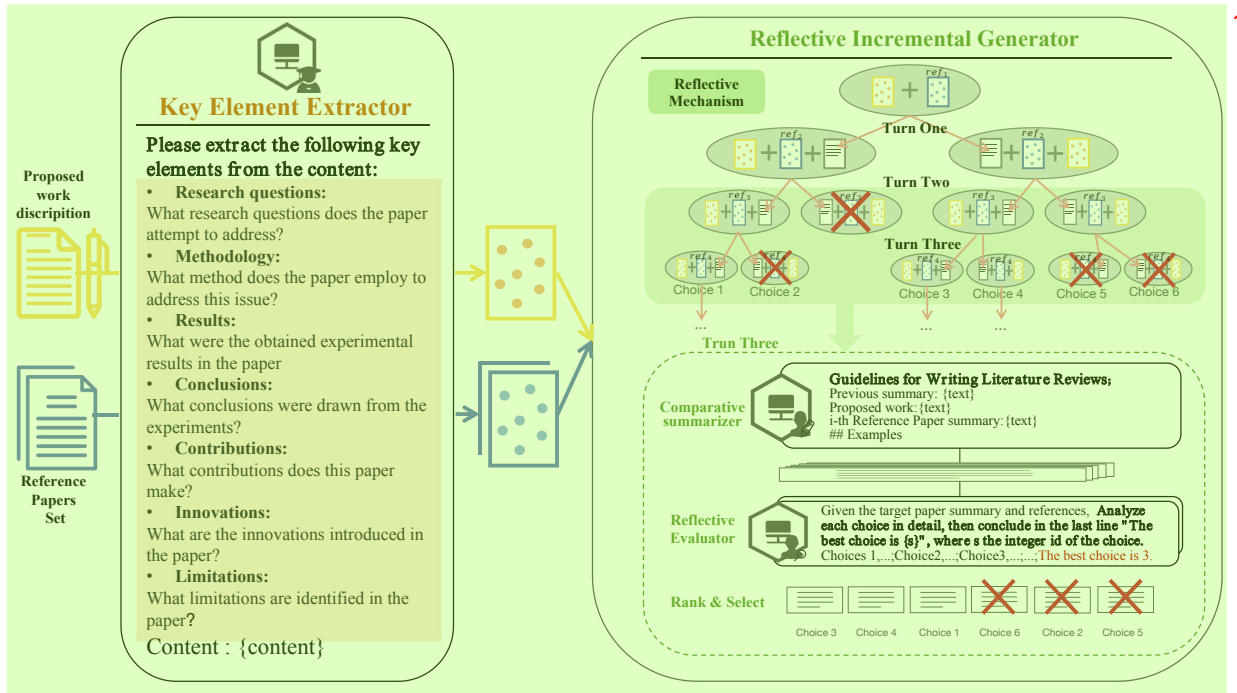 Proposed
work
discripition
Reference
Papers
Set
Key Element Extractor
Please extract the following key
elements from the content:
• Research questions:
What research questions does the paper
attempt to address?
• Methodology:
What method does the paper employ to
address this issue?
• Results:
What were the obtained experimental
results in the paper
• Conclusions:
What conclusions were drawn from the
experiments?
• Contributions:
What contributions does this paper
make?
• Innovations:
What are the innovations introduced in
the paper?
• Limitations:
What limitations are identified in the
paper?
Content : {content}
Reflective Incremental Generator
Reflective
Mechanism
ref1
+
Turn One
ref2
+ +
ref2
+ +
Turn Two
ref3
+ +
ref3
+ +
ref3
+ +
ref3
+ +
Turn Three
ref4
ref4
ref4
ref4
ref4
ref4
Choice 1
Choice 2
Choice 3
Choice 4
Choice 5
Choice 6
...
...
...
Trun Three
Comparative
summarizer
Guidelines for Writing Literature Reviews;
Previous summary: {text}
Proposed work:{text}
i-th Reference Paper summary:{text}
## Examples
Reflective
Evaluator
Given the target paper summary and references, Analyze
each choice in detail, then conclude in the last line "The
best choice is {s}", where s the integer id of the choice.
Choices 1,...;Choice2,...;Choice3,...;...;The best choice is 3.
Rank & Select
Choice 3
Choice 4
Choice 1
Choice 6
Choice 2
Choice 5